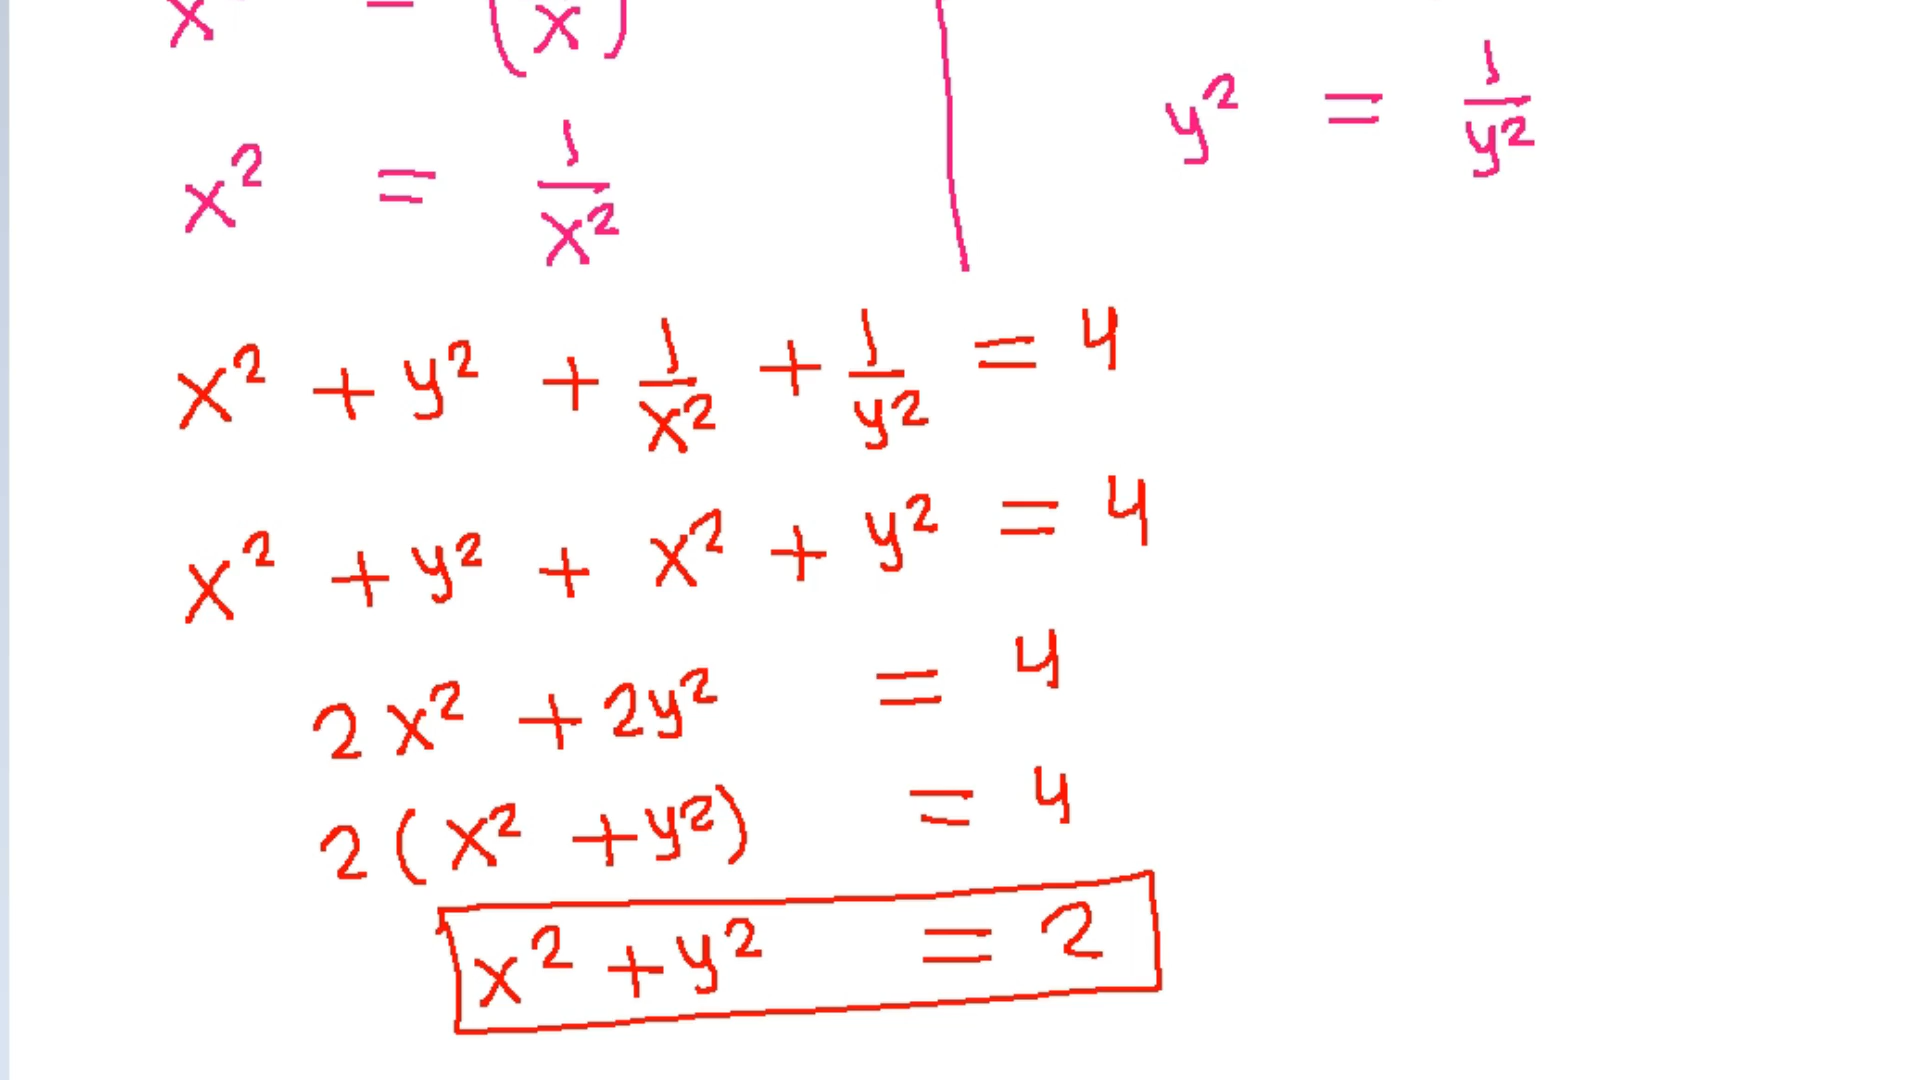 x = (x)
x² = 1/x²
y² = 1/y²
x² + y² + 1/x² + 1/y² = 4
x² + y² + x² + y² = 4
2x² + 2y² = 4
2(x² + y²) = 4
x² + y² = 2